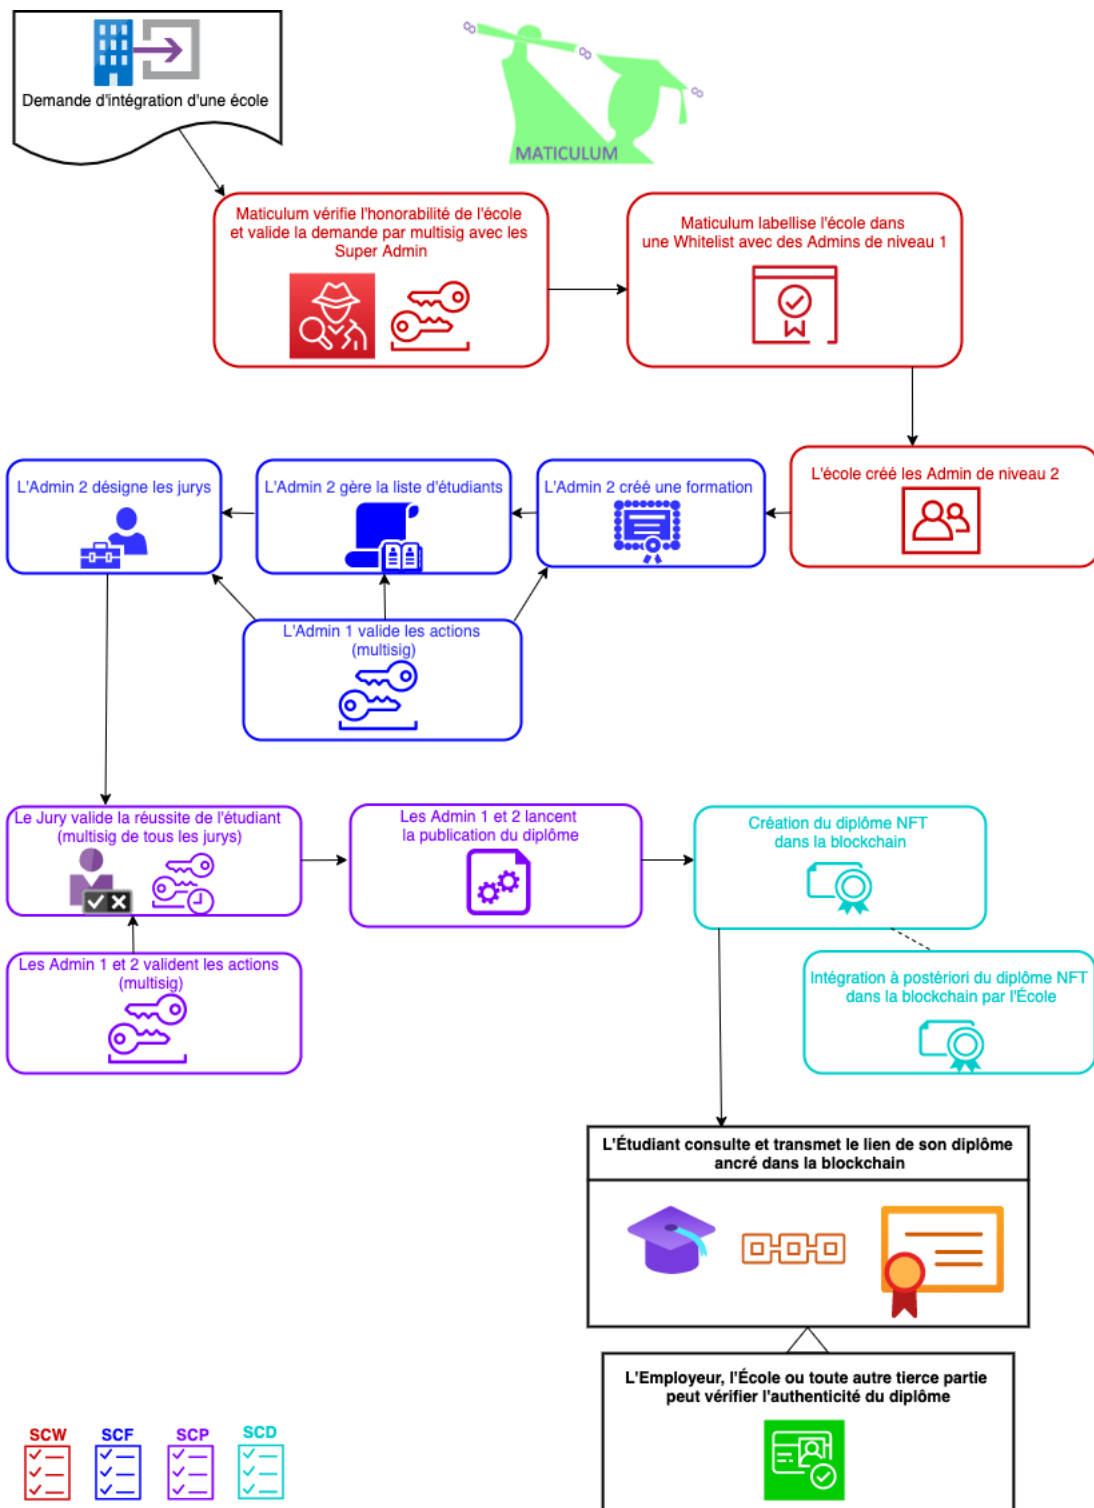 Demande d'intégration d'une école
MATICULUM
Maticulum vérifie l'honorabilité de l'école
et valide la demande par multisig avec les
Super Admin
Maticulum labellise l'école dans
une Whitelist avec des Admins de niveau 1
L'Admin 2 désigne les jurys
L'Admin 2 gère la liste d'étudiants
L'Admin 2 créé une formation
L'école créé les Admin de niveau 2
L'Admin 1 valide les actions
(multisig)
Le Jury valide la réussite de l'étudiant
(multisig de tous les jurys)
Les Admin 1 et 2 lancent
la publication du diplôme
Création du diplôme NFT
dans la blockchain
Les Admin 1 et 2 valident les actions
(multisig)
Intégration à postériori du diplôme NFT
dans la blockchain par l'École
L'Étudiant consulte et transmet le lien de son diplôme
ancré dans la blockchain
L'Employeur, l'École ou toute autre tierce partie
peut vérifier l'authenticité du diplôme
SCW
SCF
SCP
SCD